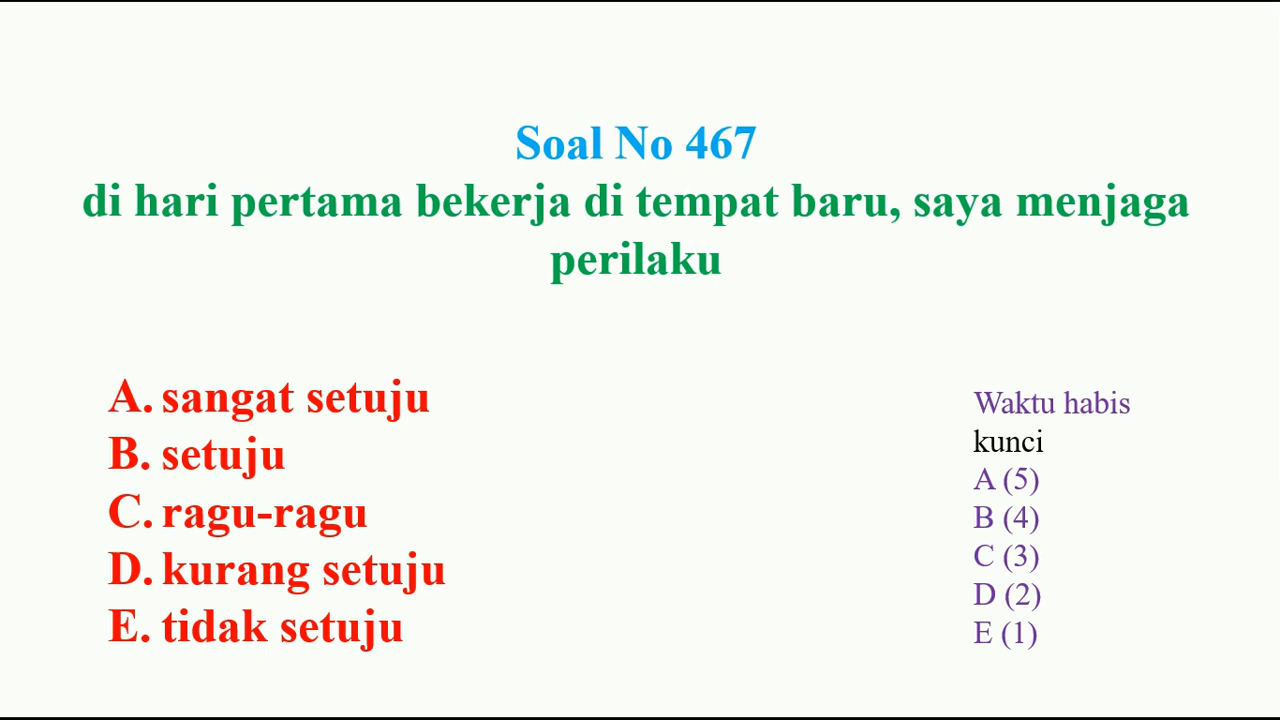 Soal No 467
di hari pertama bekerja di tempat baru, saya menjaga
perilaku
A. sangat setuju
B. setuju
C. ragu-ragu
D. kurang setuju
E. tidak setuju
Waktu habis
kunci
A (5)
B (4)
C (3)
D (2)
E (1)